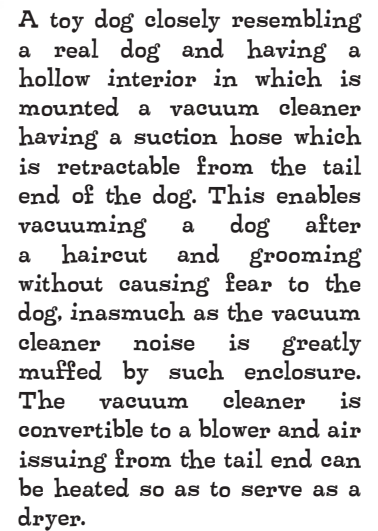 A toy dog closely resembling
a real dog and having a
hollow interior in which is
mounted a vacuum cleaner
having a suction hose which
is retractable from the tail
end of the dog. This enables
vacuuming a dog after
a haircut and grooming
without causing fear to the
dog, inasmuch as the vacuum
cleaner noise is greatly
muffed by such enclosure.
The vacuum cleaner is
convertible to a blower and air
issuing from the tail end can
be heated so as to serve as a
dryer.